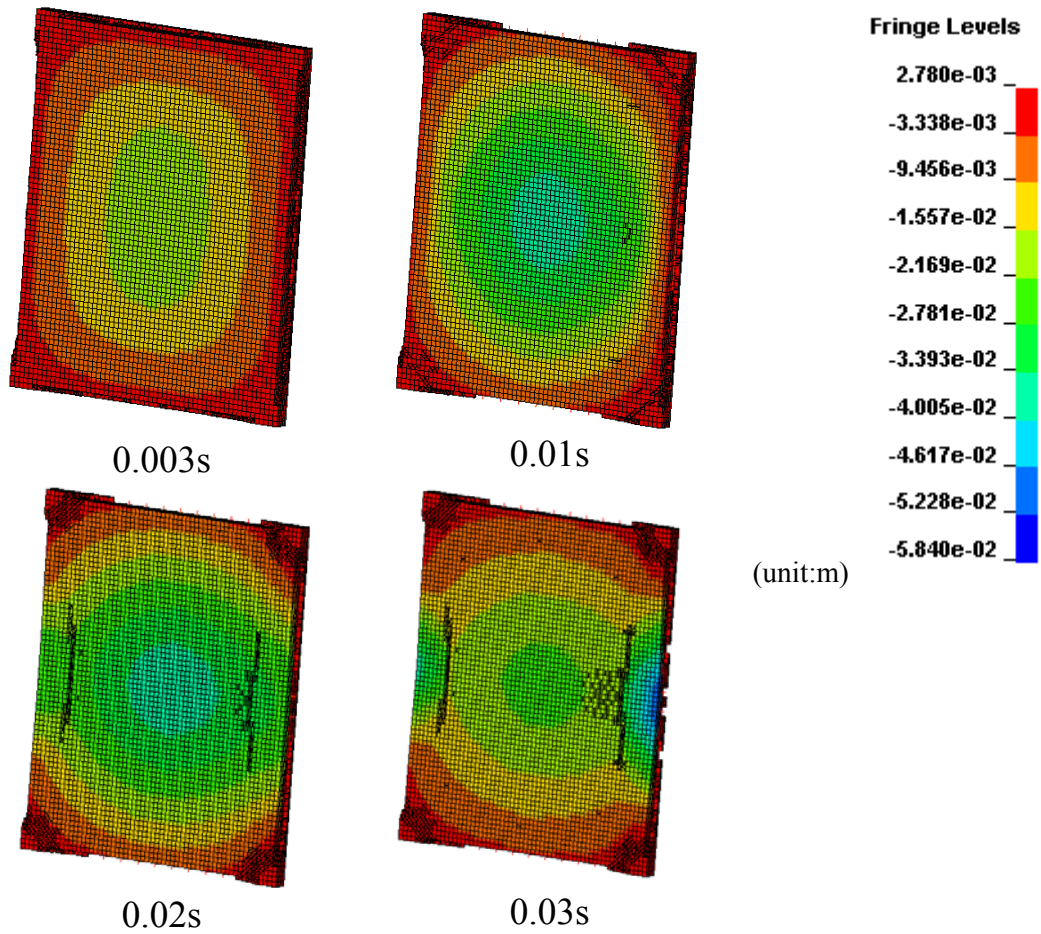 Fringe Levels
2.780e-03
-3.338e-03
-9.456e-03
-1.557e-02
-2.169e-02
-2.781e-02
-3.393e-02
-4.005e-02
-4.617e-02
-5.228e-02
-5.840e-02
(unit:m)
0.003s
0.01s
0.02s
0.03s